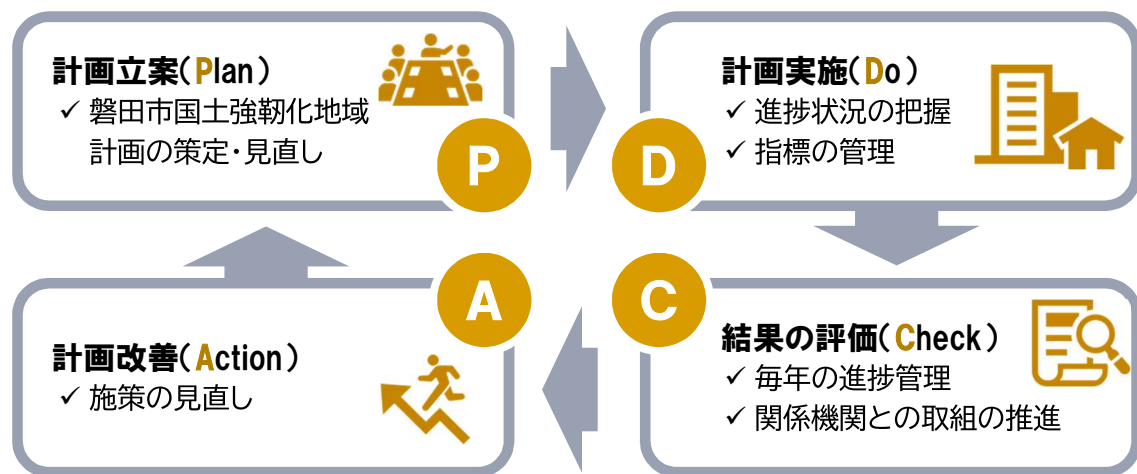 計画立案(Plan)
✓ 磐田市国土強靭化地域
計画の策定・見直し
P
計画実施(Do)
✓ 進捗状況の把握
✓ 指標の管理
D
結果の評価(Check)
✓ 毎年の進捗管理
✓ 関係機関との取組の推進
C
計画改善(Action)
✓ 施策の見直し
A